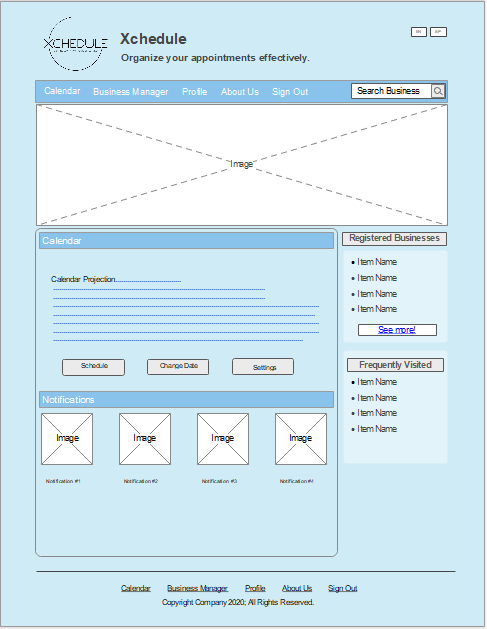 XCHEDULE
Xchedule
Organize your appointments effectively.
EN SP
Calendar Business Manager Profile About Us Sign Out Search Business
Image
Calendar
Calendar Projection
Schedule Change Date Settings
Notifications
Image Image Image Image
Notification #1 Notification #2 Notification #3 Notification #4
Registered Businesses
• Item Name
• Item Name
• Item Name
• Item Name
See more!
Frequently Visited
• Item Name
• Item Name
• Item Name
• Item Name
Calendar Business Manager Profile About Us Sign Out
Copyright Company 2020; All Rights Reserved.